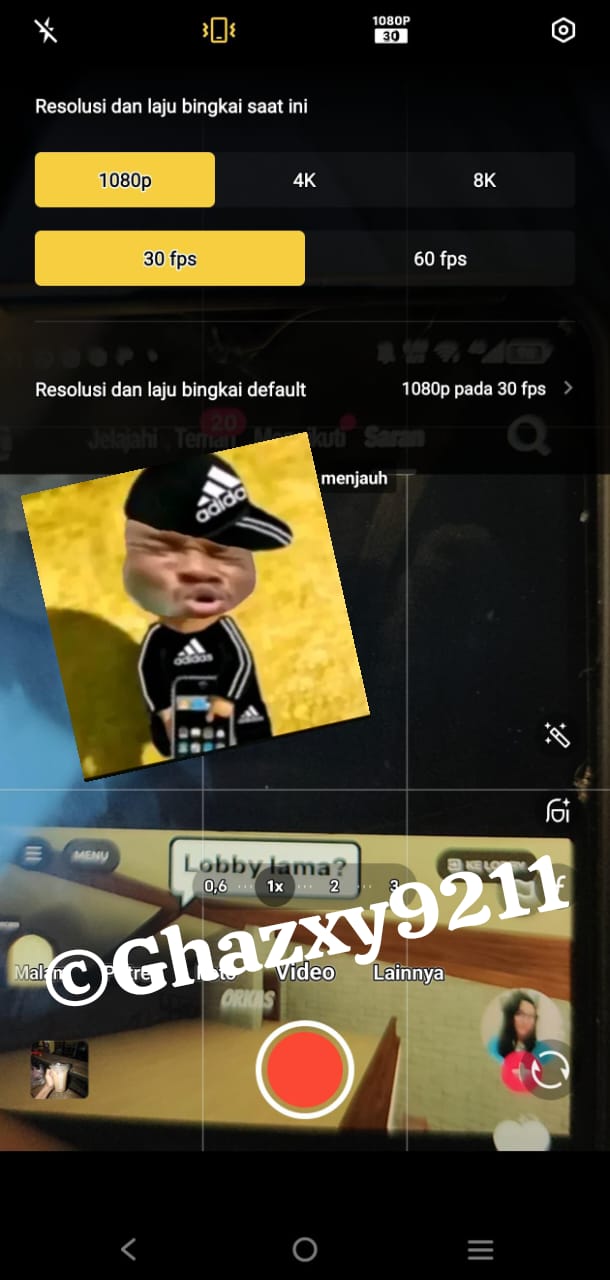 1080P
30
Resolusi dan laju bingkai saat ini
1080p 4K 8K
30 fps 60 fps
Resolusi dan laju bingkai default 1080p pada 30 fps
20
Jelajahi Teman Mengikuti Saran
menjauh
adidas
adidas
MENU
Lobby lama?
KE LOBBY
0,6 1x 2 3
©Ghazxy9211
Malam Potret Foto Video Lainnya
ORKAS